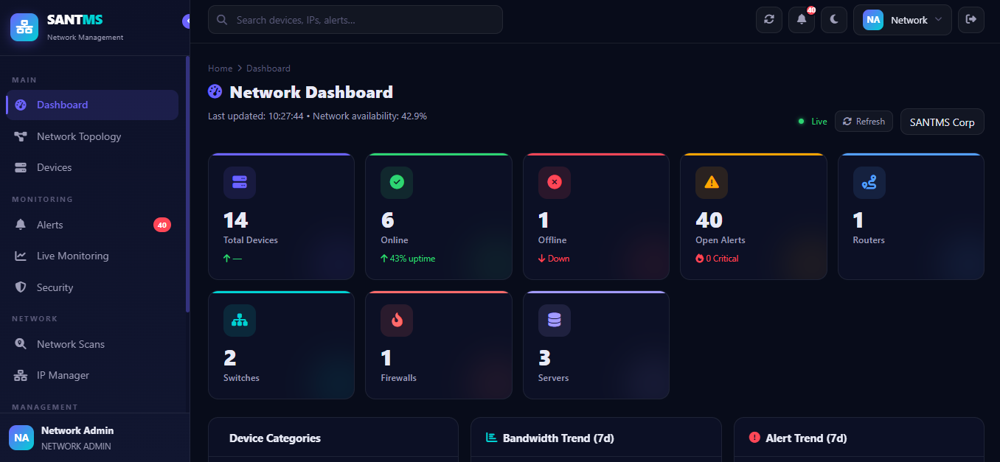 SANTMS
Network Management
Search devices, IPs, alerts...
40
NA
Network
MAIN
Dashboard
Network Topology
Devices
MONITORING
Alerts
40
Live Monitoring
Security
NETWORK
Network Scans
IP Manager
MANAGEMENT
NA
Network Admin
NETWORK ADMIN
Home
Dashboard
Network Dashboard
Last updated: 10:27:44 • Network availability: 42.9%
Live
Refresh
SANTMS Corp
14
Total Devices
—
6
Online
43% uptime
1
Offline
Down
40
Open Alerts
0 Critical
1
Routers
2
Switches
1
Firewalls
3
Servers
Device Categories
Bandwidth Trend (7d)
Alert Trend (7d)